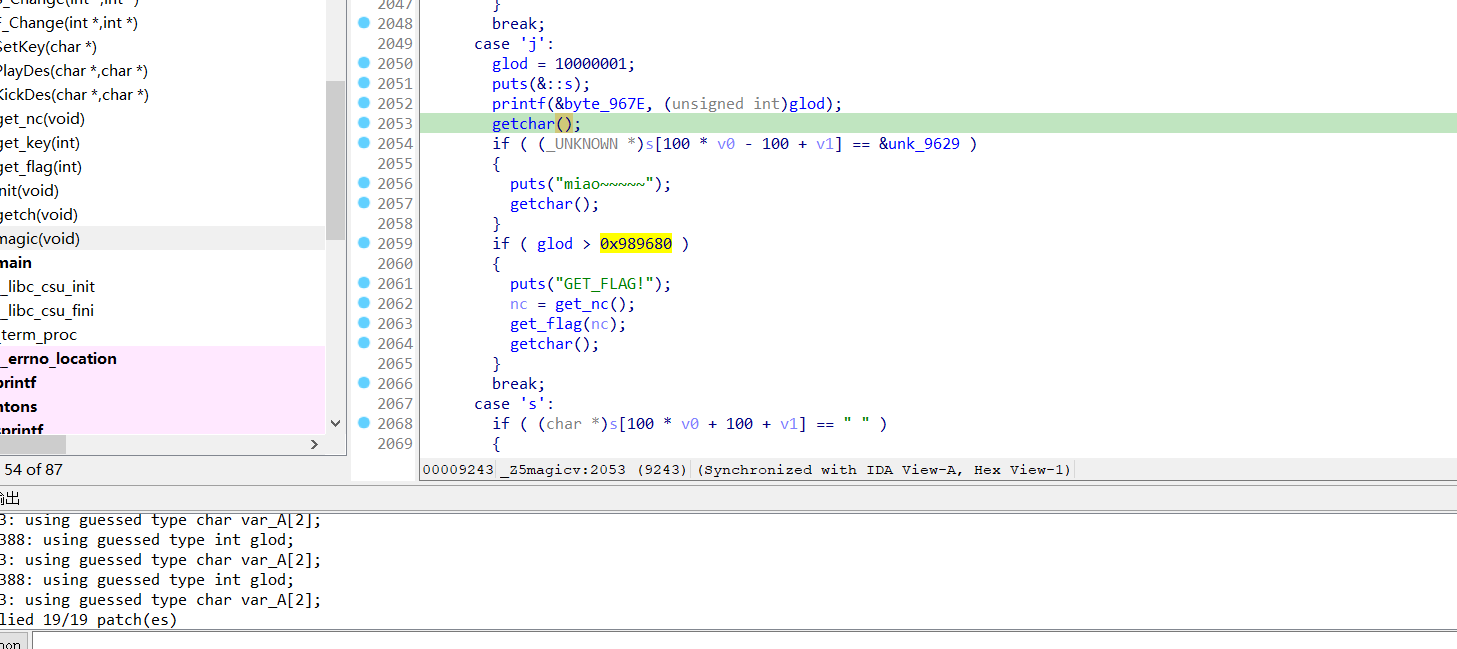 _Change(int *,int *)
F_Change(int *,int *)
SetKey(char *)
PlayDes(char *,char *)
KickDes(char *,char *)
get_nc(void)
get_key(int)
get_flag(int)
nit(void)
getch(void)
magic(void)
main
_libc_csu_init
_libc_csu_fini
term_proc
_errno_location
printf
ntons
sprintf
54 of 87
2047 }
2048 break;
2049 case 'j':
2050 glod = 10000001;
2051 puts(&::s);
2052 printf(&byte_967E, (unsigned int)glod);
2053 getchar();
2054 if ( (_UNKNOWN *)s[100 * v0 - 100 + v1] == &unk_9629 )
2055 {
2056 puts("miao~~~~~");
2057 getchar();
2058 }
2059 if ( glod > 0x989680 )
2060 {
2061 puts("GET_FLAG!");
2062 nc = get_nc();
2063 get_flag(nc);
2064 getchar();
2065 }
2066 break;
2067 case 's':
2068 if ( (char *)s[100 * v0 + 100 + v1] == " " )
2069 {
00009243 _Z5magicv:2053 (9243) (Synchronized with IDA View-A, Hex View-1)
输出
3: using guessed type char var_A[2];
388: using guessed type int glod;
3: using guessed type char var_A[2];
388: using guessed type int glod;
3: using guessed type char var_A[2];
lied 19/19 patch(es)
hon